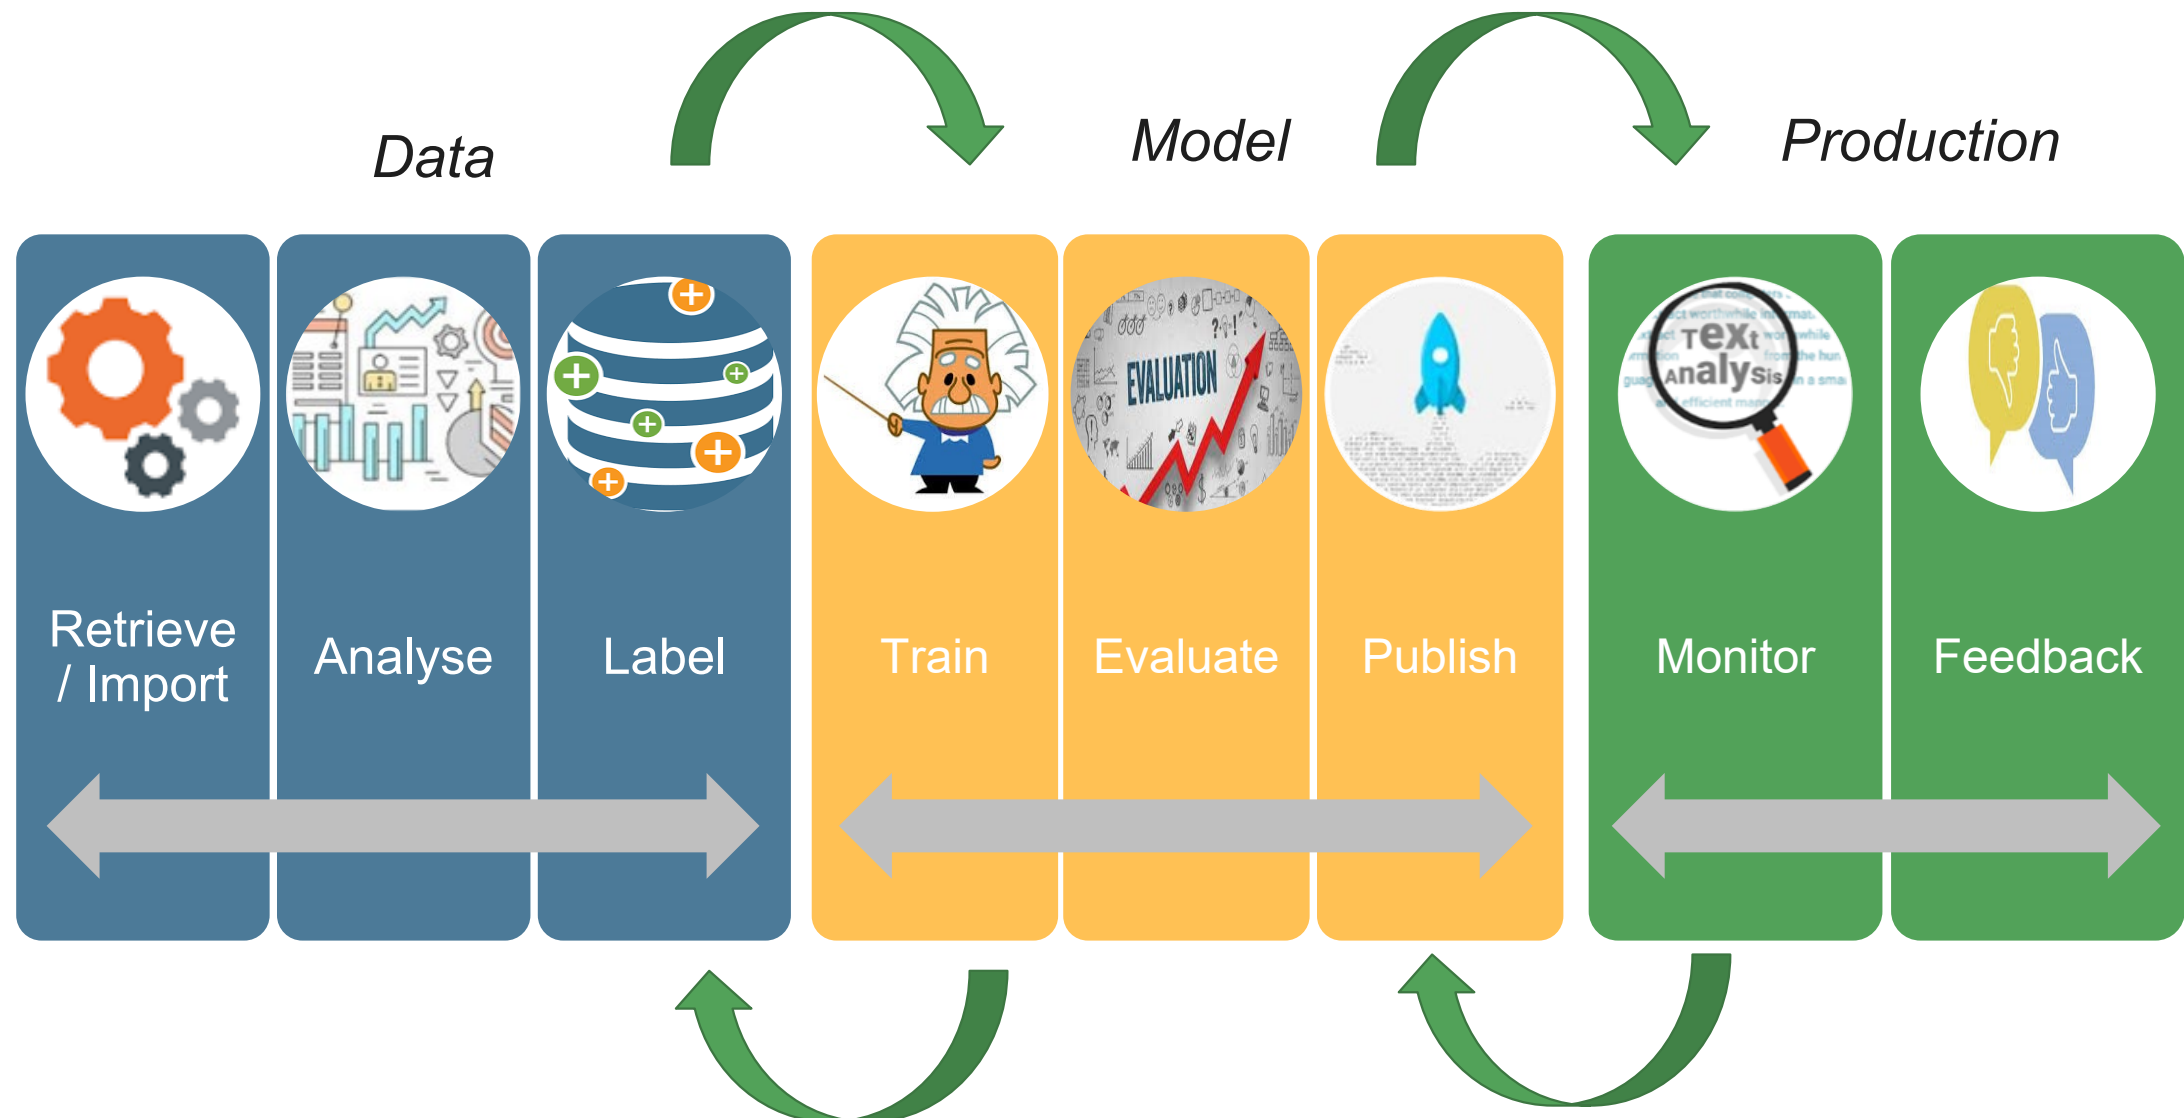 Data
Model
Production
EVALUATION
Text
Analysis
Retrieve
/ Import
Analyse
Label
Train
Evaluate
Publish
Monitor
Feedback